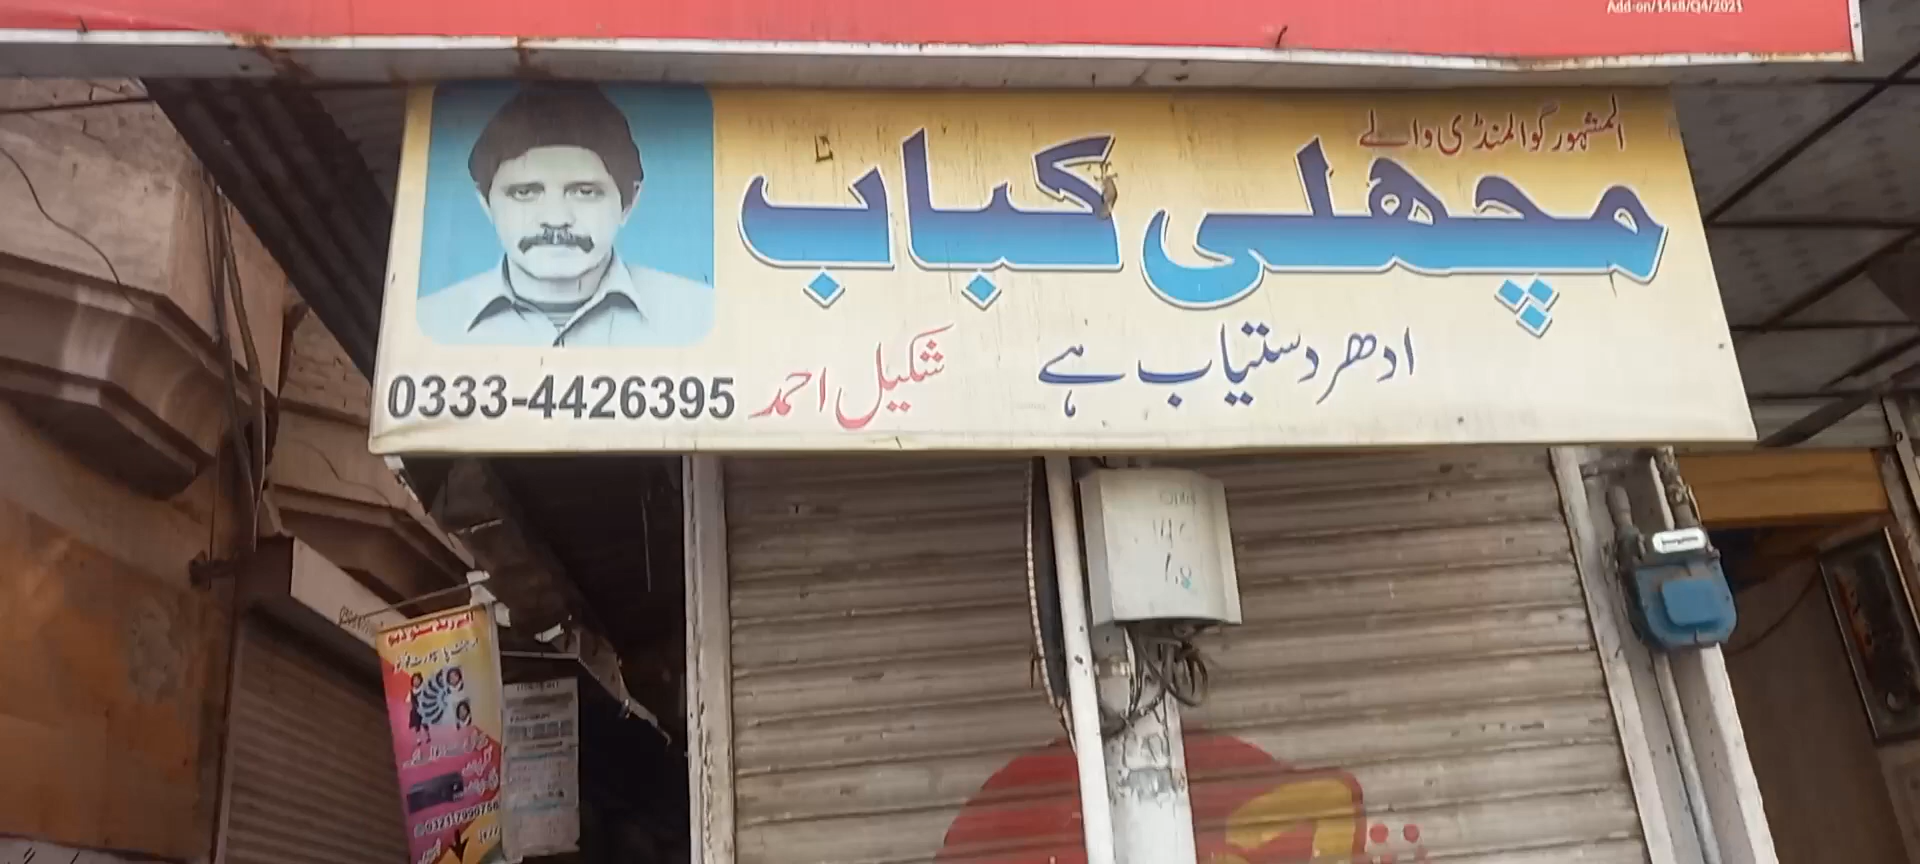 Add-on/14x8/Q4/2021
المشہور گوالمنڈی والے
مچھلی کباب
ادھر دستیاب ہے
شکیل احمد
0333-4426395